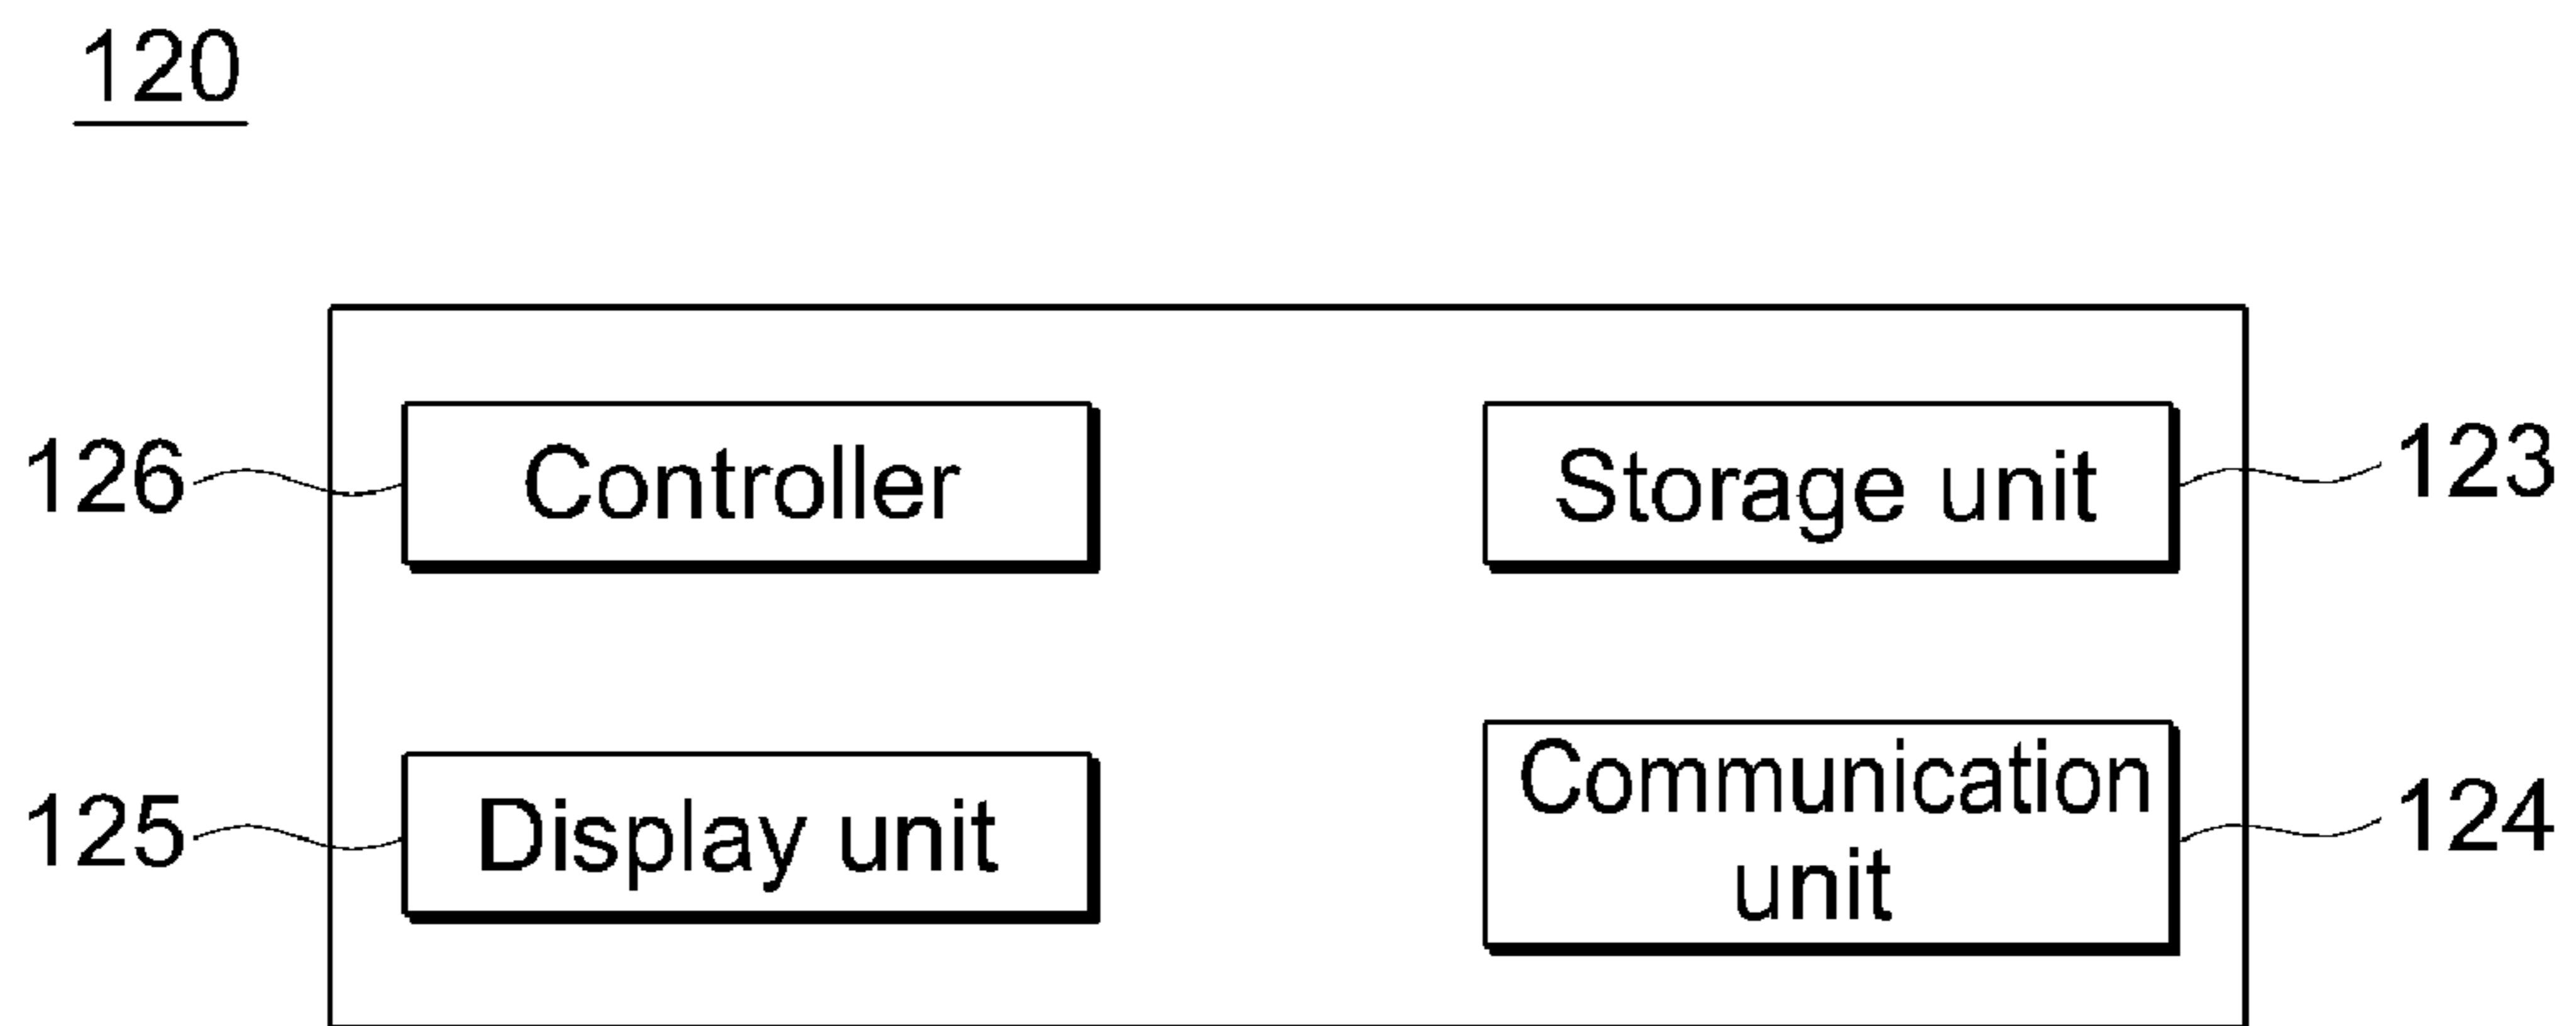 120
126
Controller
Storage unit
123
125
Display unit
Communication
unit
124